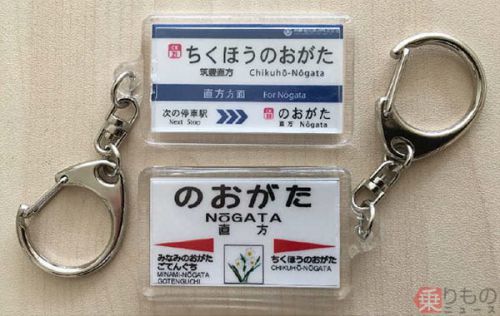 ちくほうのおがた
筑豊直方 Chikuhō-Nōgata
直方方面 For Nōgata
次の停車駅 のおがた
Next Stop 直方 Nōgata
のおがた
NŌGATA
直方
みなみのおがた ちくほうのおがた
ごてんぐち CHIKUHŌ-NŌGATA
MINAMI-NŌGATA
GOTENGUCHI
乗りもの
ニュース